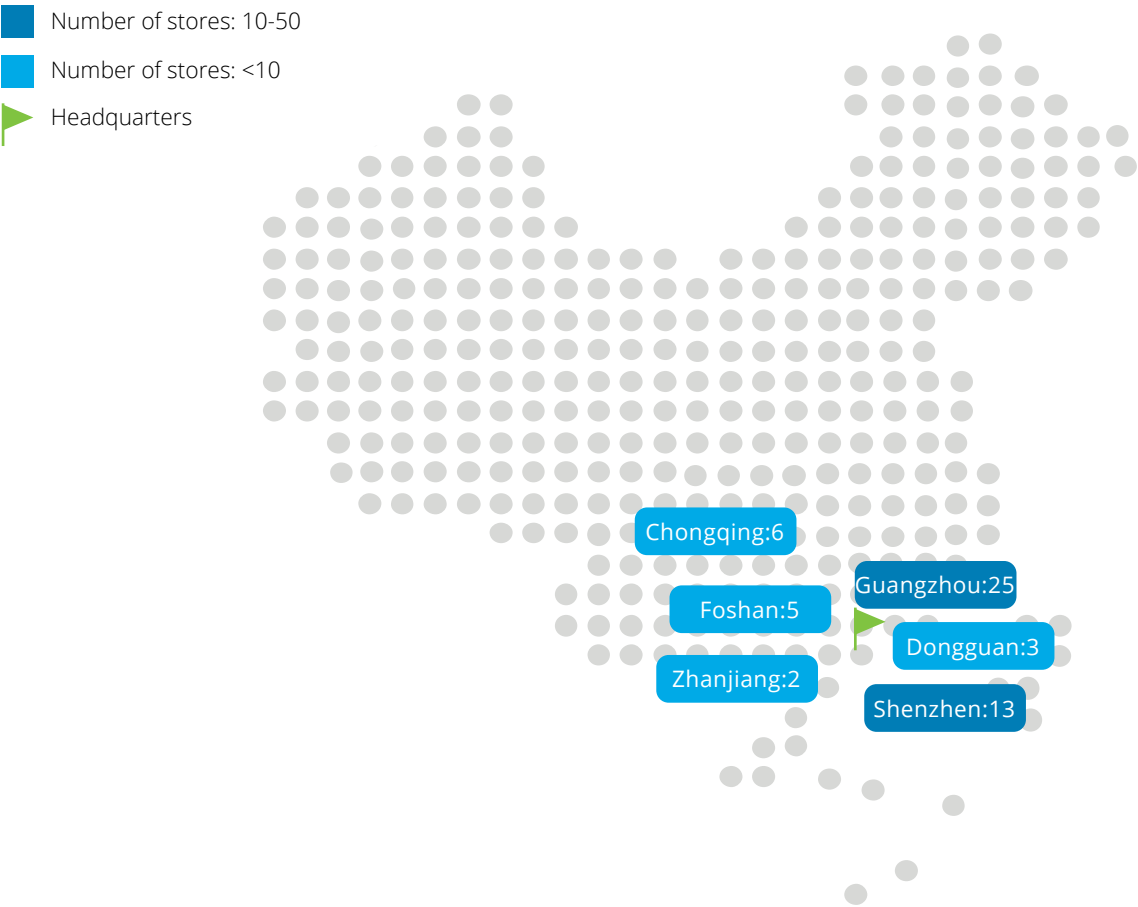 Number of stores: 10-50
Number of stores: <10
Headquarters
Chongqing:6
Guangzhou:25
Foshan:5
Dongguan:3
Zhanjiang:2
Shenzhen:13